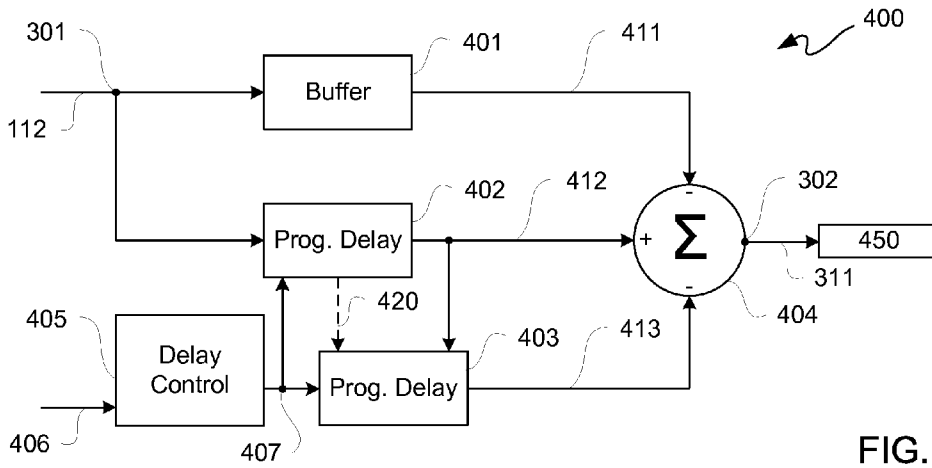 301
401
411
400
Buffer
112
402
412
302
-
Prog. Delay
+
Σ
450
-
311
405
420
403
413
404
Delay
Control
Prog. Delay
406
407
FIG.